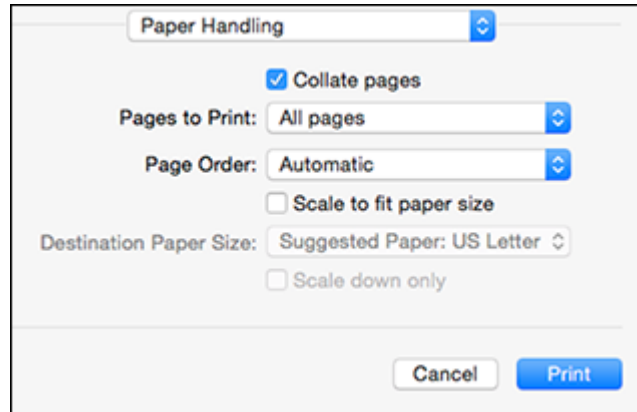 Paper Handling
Collate pages
Pages to Print: All pages
Page Order: Automatic
Scale to fit paper size
Destination Paper Size: Suggested Paper: US Letter
Scale down only
Cancel Print